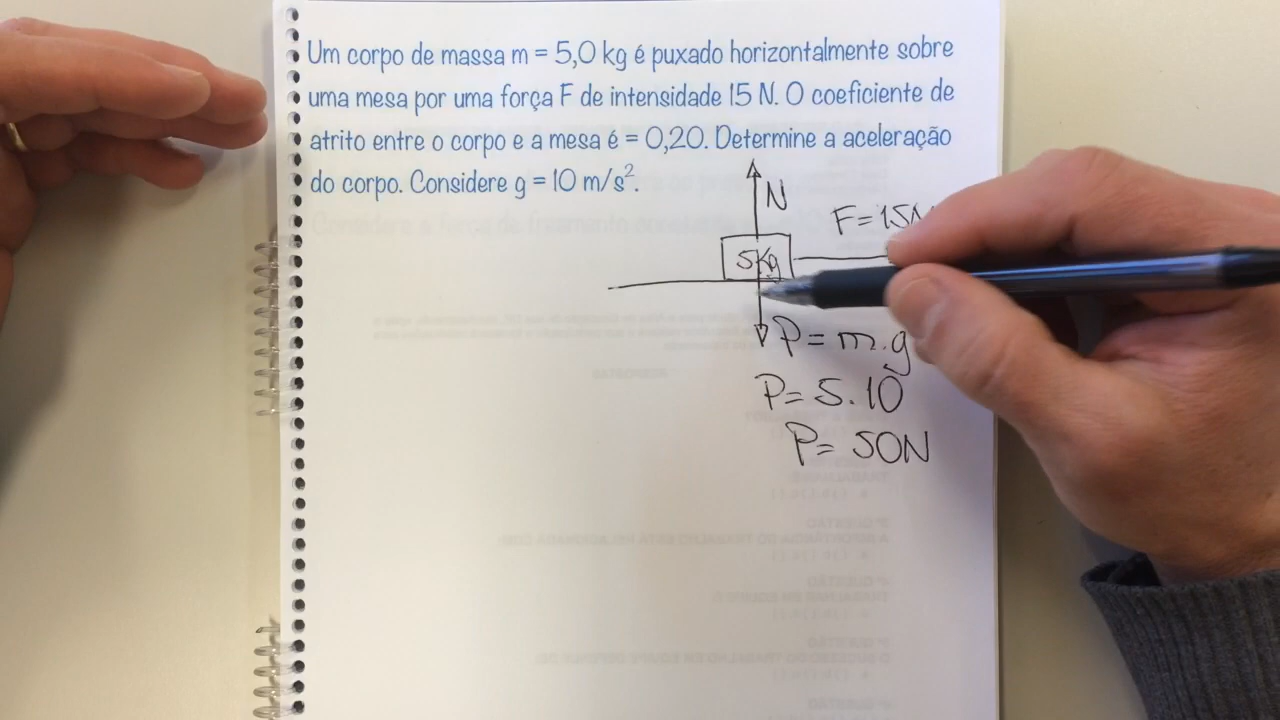 Um corpo de massa m = 5,0 kg é puxado horizontalmente sobre
uma mesa por uma força F de intensidade 15 N. O coeficiente de
atrito entre o corpo e a mesa é = 0,20. Determine a aceleração
do corpo. Considere g = 10 m/s².
N
F=15N
5Kg
P= m.g
P= 5.10
P= 50N